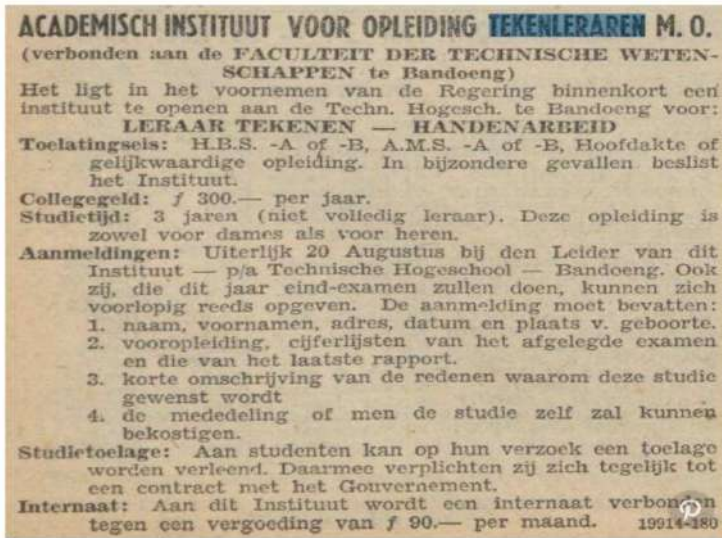 ACADEMISCH INSTITUUT VOOR OPLEIDING TEKENLERAREN M. O.
(verbonden aan de FACULTEIT DER TECHNISCHE WETEN-
SCHAPPEN te Bandoeng)
Het ligt in het voornemen van de Regering binnenkort een
instituut te openen aan de Techn. Hogesch. te Bandoeng voor:
LERAAR TEKENEN — HANDENARBEID
Toelatingseis: H.B.S. -A of -B, A.M.S. -A of -B, Hoofdakte of
gelijkwaardige opleiding. In bijzondere gevallen beslist
het Instituut.
Collegegeld: ƒ 300.— per jaar.
Studietijd: 3 jaren (niet volledig leraar). Deze opleiding is
zowel voor dames als voor heren.
Aanmeldingen: Uiterlijk 20 Augustus bij den Leider van dit
Instituut — p/a Technische Hogeschool — Bandoeng. Ook
zij, die dit jaar eind-examen zullen doen, kunnen zich
voorlopig reeds opgeven. De aanmelding moet bevatten:
1. naam, voornamen, adres, datum en plaats v. geboorte.
2. vooropleiding, cijferlijsten van het afgelegde examen
en die van het laatste rapport.
3. korte omschrijving van de redenen waarom deze studie
gewenst wordt
4. de mededeling of men de studie zelf zal kunnen
bekostigen.
Studietoelage: Aan studenten kan op hun verzoek een toelage
worden verleend. Daarmee verplichten zij zich tegelijk tot
een contract met het Gouvernement.
Internaat: Aan dit Instituut wordt een internaat verbonden
tegen een vergoeding van ƒ 90.— per maand. 19914-180